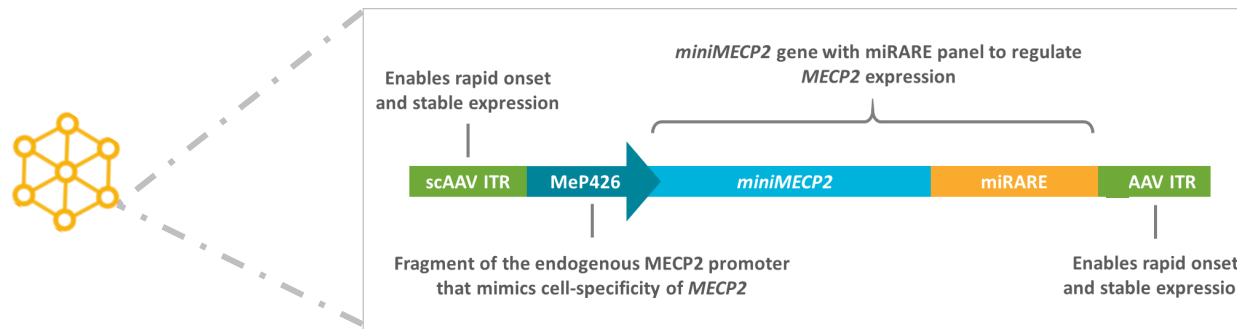 miniMECP2 gene with miRARE panel to regulate
MECP2 expression
Enables rapid onset
and stable expression
scAAV ITR
MeP426
miniMECP2
miRARE
AAV ITR
Fragment of the endogenous MECP2 promoter
that mimics cell-specificity of MECP2
Enables rapid onset
and stable expression